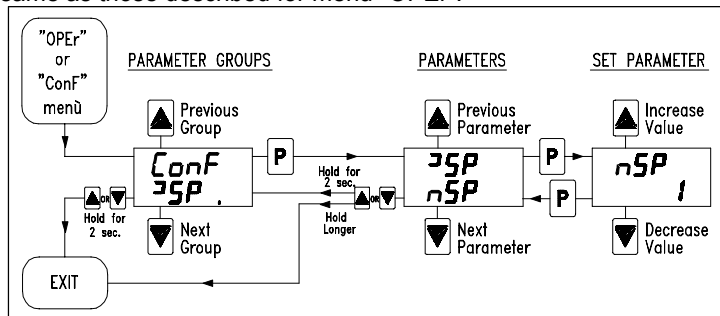 same as those described for menu "OPEr".
"OPEr"
or
"ConF"
menù
PARAMETER GROUPS
PARAMETERS
SET PARAMETER
Previous
Group
Previous
Parameter
Increase
Value
ConF
]SP.
P
Hold for
2 sec.
]SP
nSP
P
P
nSP
1
OR
Hold for
2 sec.
OR
Hold
Longer
Next
Group
Next
Parameter
Decrease
Value
EXIT